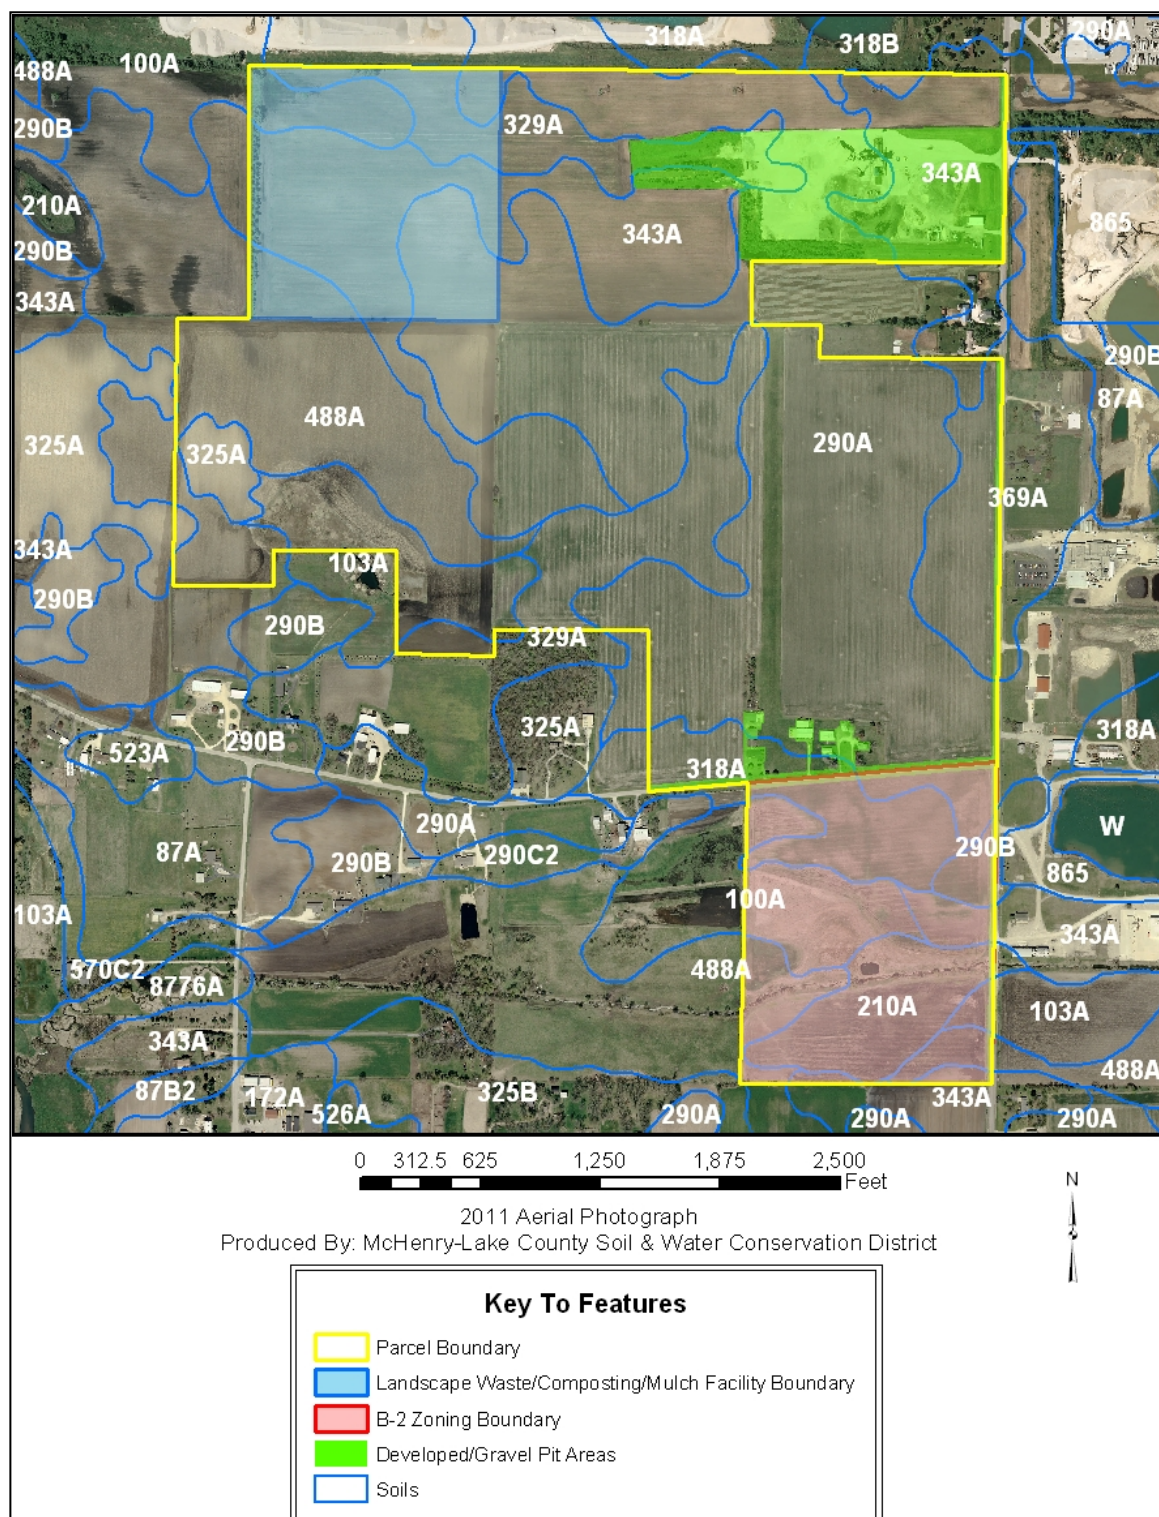 318A
290A
318B
100A
488A
290B
329A
343A
210A
343A
865
290B
343A
290B
87A
488A
325A
325A
290A
369A
343A
103A
290B
290B
329A
325A
318A
523A
290B
318A
290A
W
87A
290B
290C2
290B
865
100A
103A
343A
488A
570C2
8776A
210A
103A
343A
488A
87B2
172A
325B
343A
526A
290A
290A
290A
0 312.5 625 1,250 1,875 2,500
Feet
N
2011 Aerial Photograph
Produced By: McHenry-Lake County Soil & Water Conservation District
Key To Features
Parcel Boundary
Landscape Waste/Composting/Mulch Facility Boundary
B-2 Zoning Boundary
Developed/Gravel Pit Areas
Soils